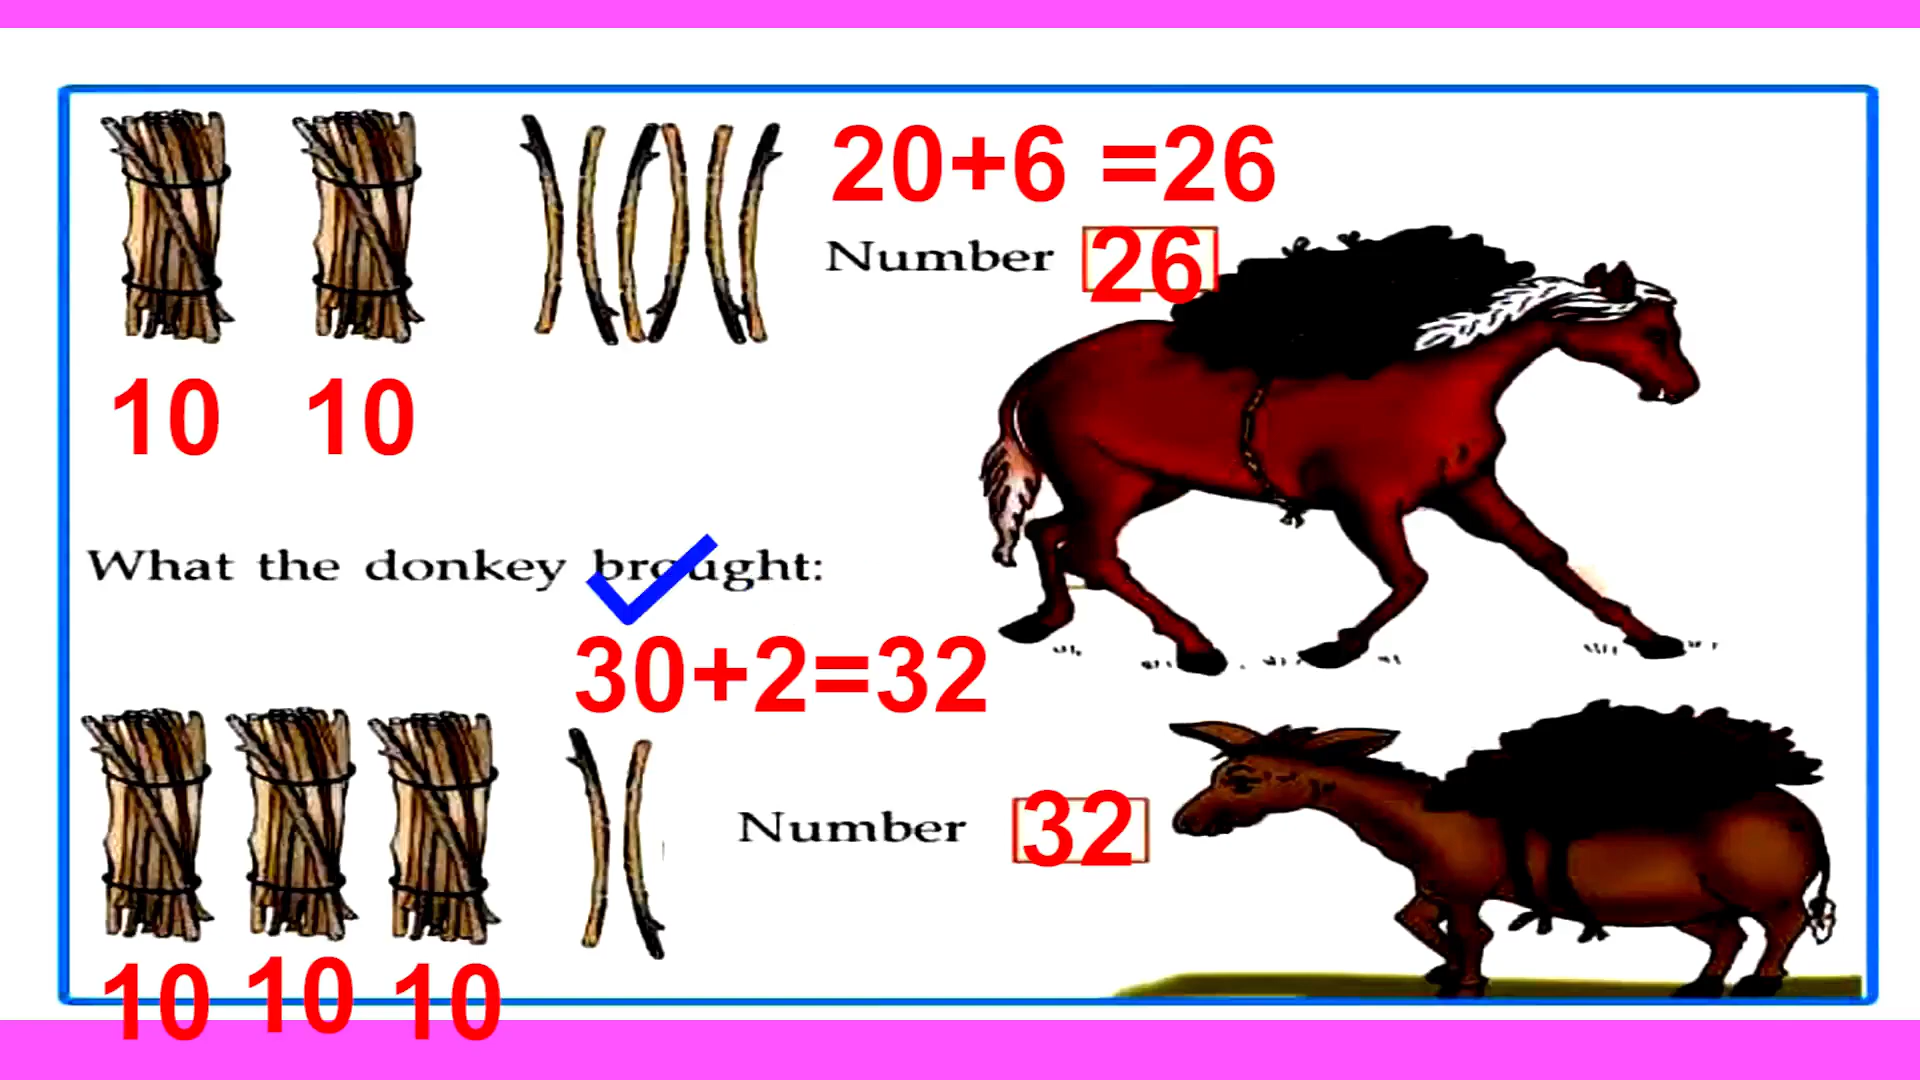 20+6 =26
Number 26
10 10
What the donkey brought:
30+2=32
Number 32
10 10 10